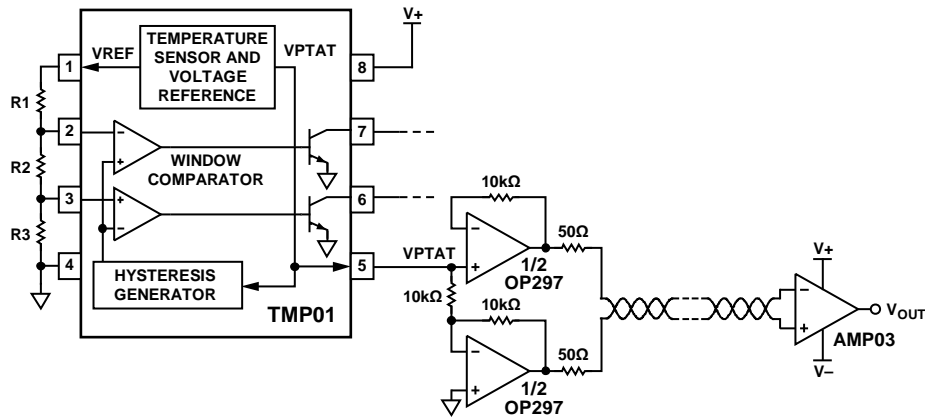 V+
TEMPERATURE
SENSOR AND
VOLTAGE
REFERENCE
VREF
VPTAT
1
8
R1
2
7
WINDOW
COMPARATOR
R2
3
6
R3
4
HYSTERESIS
GENERATOR
5
TMP01
VPTAT
10kΩ
50Ω
1/2
OP297
10kΩ
10kΩ
50Ω
1/2
OP297
V+
VOUT
AMP03
V–